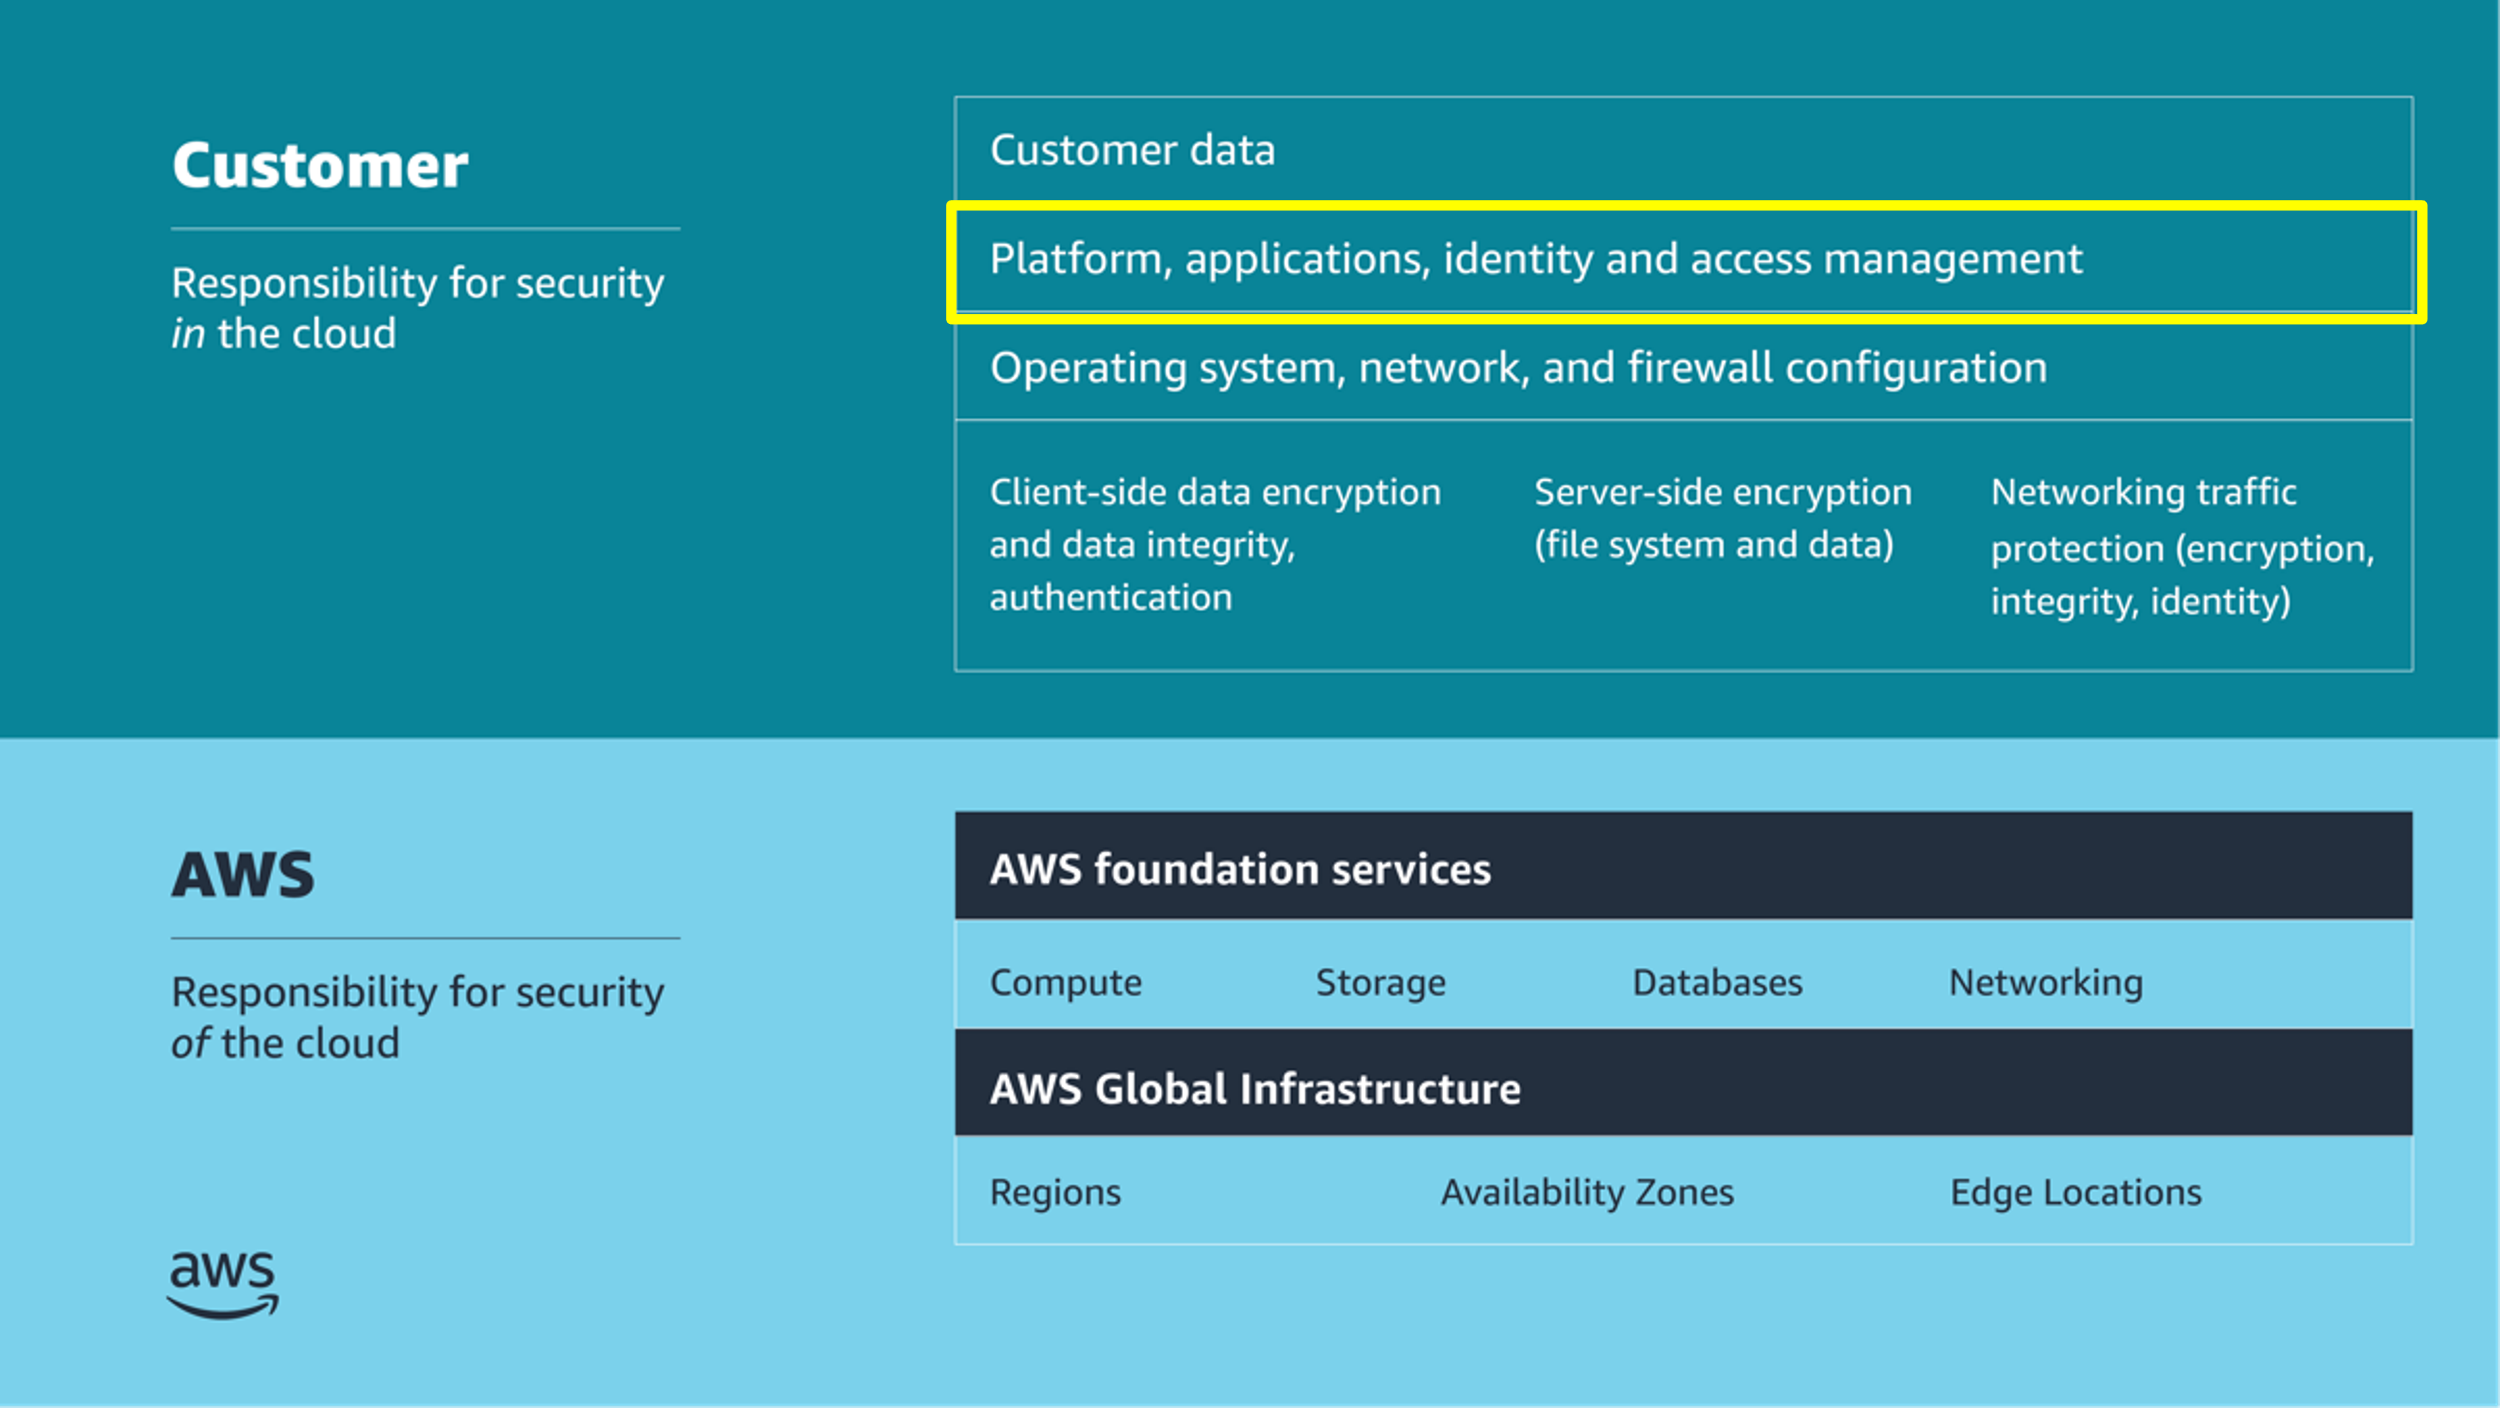 Customer
Responsibility for security
in the cloud
Customer data
Platform, applications, identity and access management
Operating system, network, and firewall configuration
Client-side data encryption
and data integrity,
authentication
Server-side encryption
(file system and data)
Networking traffic
protection (encryption,
integrity, identity)
AWS
Responsibility for security
of the cloud
AWS foundation services
Compute
Storage
Databases
Networking
AWS Global Infrastructure
Regions
Availability Zones
Edge Locations
aws